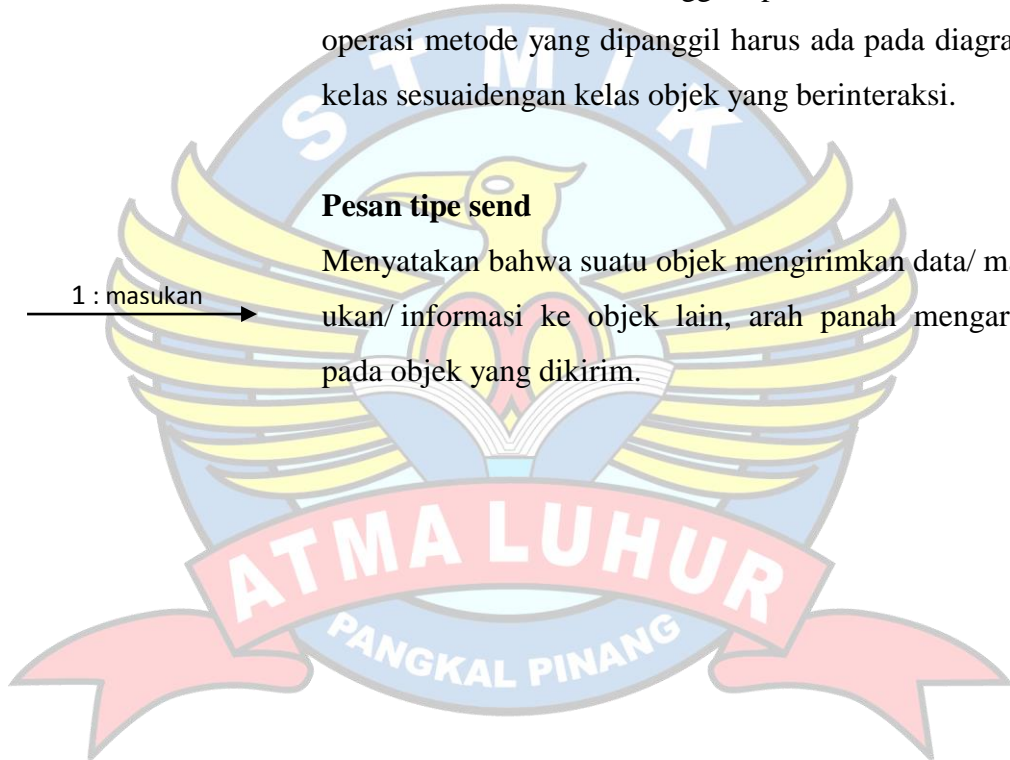 operasi metode yang dipanggil harus ada pada diagra
kelas sesuaidengan kelas objek yang berinteraksi.
Pesan tipe send
Menyatakan bahwa suatu objek mengirimkan data/ ma
1 : masukan
ukan/ informasi ke objek lain, arah panah mengar
pada objek yang dikirim.
STMIK
ATMA LUHUR
PANGKAL PINANG